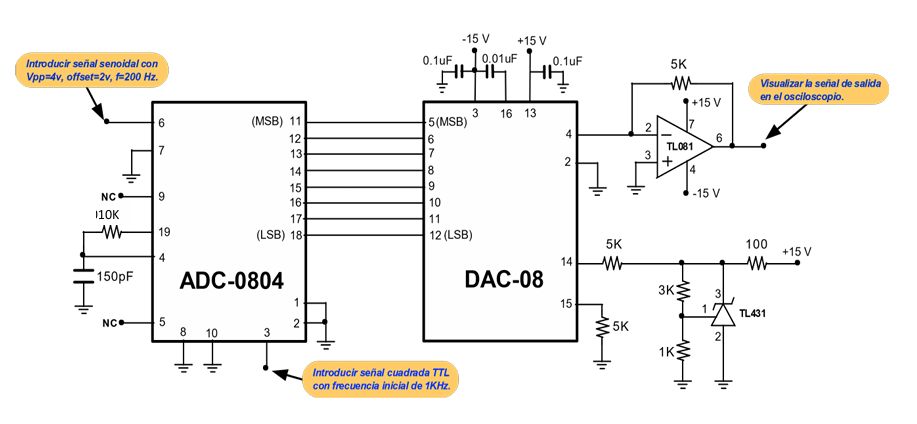 -15 V
+15 V
0.1uF
0.01uF
0.1uF
Introducir señal senoidal con
Vpp=4v, offset=2v, f=200 Hz.
5K
Visualizar la señal de salida
en el osciloscopio.
3
16
13
+15 V
6
(MSB)
11
5
(MSB)
4
2
7
6
TL081
12
6
7
13
7
2
3
4
14
8
-15 V
15
9
NC
9
16
10
10K
17
11
19
(LSB)
18
12
(LSB)
4
5K
100
+15 V
14
150pF
ADC-0804
DAC-08
3K
3
1
15
1
TL431
2
5K
NC
5
8
10
3
1K
2
Introducir señal cuadrada TTL
con frecuencia inicial de 1KHz.